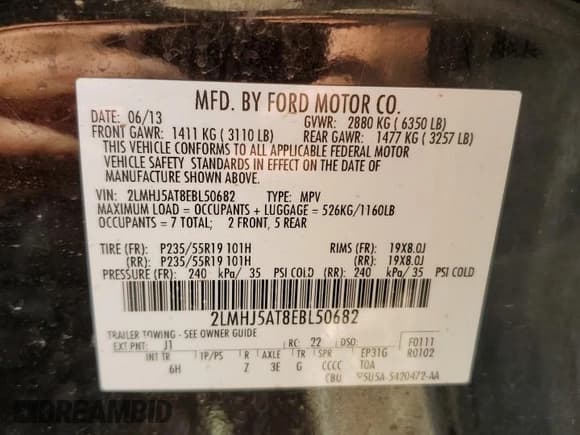 MFD. BY FORD MOTOR CO.
DATE: 06/13 GVWR: 2880 KG ( 6350 LB)
FRONT GAWR: 1411 KG ( 3110 LB) REAR GAWR: 1477 KG ( 3257 LB)
THIS VEHICLE CONFORMS TO ALL APPLICABLE FEDERAL MOTOR
VEHICLE SAFETY STANDARDS IN EFFECT ON THE DATE OF
MANUFACTURE SHOWN ABOVE.
VIN: 2LMHJ5AT8EBL50682 TYPE: MPV
MAXIMUM LOAD = OCCUPANTS + LUGGAGE = 526KG/1160LB
OCCUPANTS = 7 TOTAL; 2 FRONT, 5 REAR
TIRE (FR): P235/55R19 101H RIMS (FR): 19X8.0J
(RR): P235/55R19 101H (RR): 19X8.0J
PRESSURE (FR): 240 kPa/ 35 PSI COLD (RR): 240 kPa/ 35 PSI COLD
2LMHJ5AT8EBL50682
TRAILER TOWING - SEE OWNER GUIDE
EXT PNT: J1 RC: 22 DSO: F0111
INT TR TP/PS R AXLE TR SPR EP31G R0102
6H Z 3E G CCCC TOA
CBU 5U5A-5420472-AA
DREAMBID